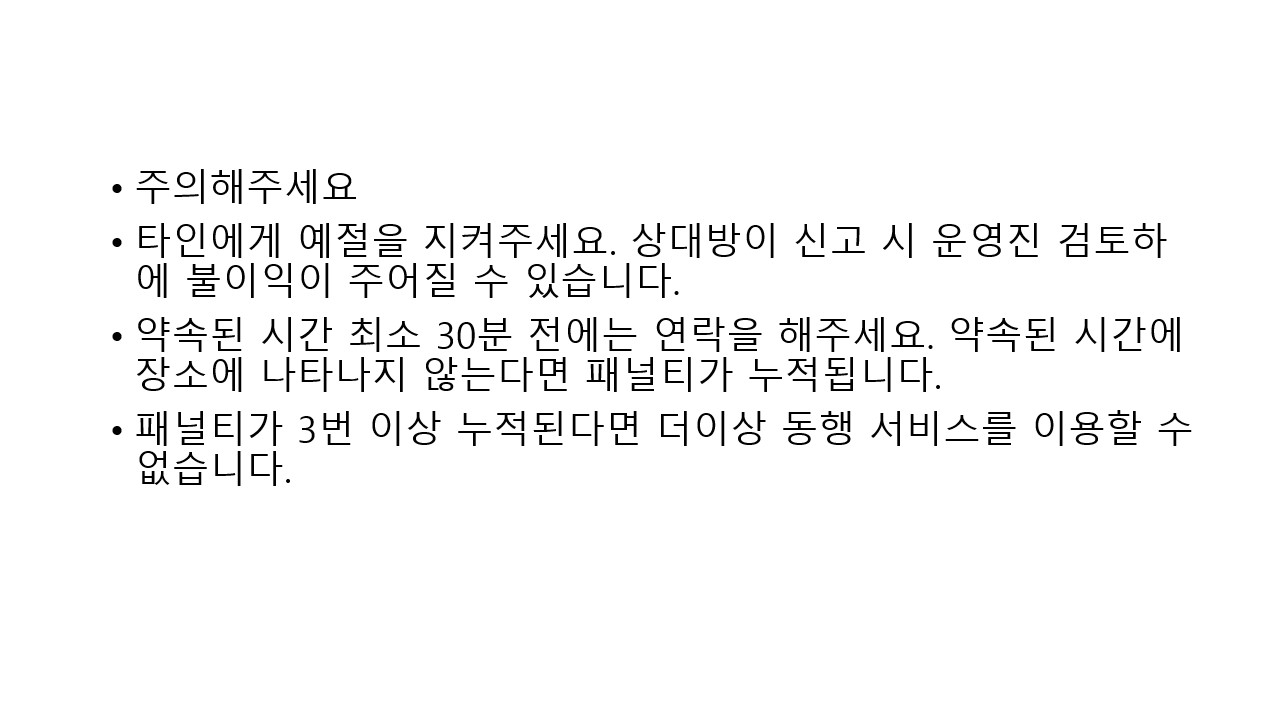 • 주의해주세요
• 타인에게 예절을 지켜주세요. 상대방이 신고 시 운영진 검토하
에 불이익이 주어질 수 있습니다.
• 약속된 시간 최소 30분 전에는 연락을 해주세요. 약속된 시간에
장소에 나타나지 않는다면 패널티가 누적됩니다.
• 패널티가 3번 이상 누적된다면 더이상 동행 서비스를 이용할 수
없습니다.